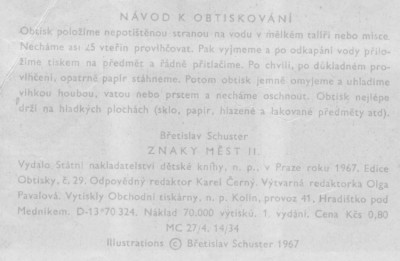 NÁVOD K OBTISKOVÁNÍ
Obtisk položíme nepotištěnou stranou na vodu v mělkém talíři nebo misce.
Necháme asi 25 vteřin provlhčovat. Pak vyjmeme a po odkapání vody přilo-
žíme tiskem na předmět a řádně přitlačíme. Po chvíli, po důkladném pro-
vlhčení, opatrně papír stáhneme. Potom obtisk jemně omyjeme a uhladíme
vlhkou houbou, vatou nebo prstem a necháme oschnout. Obtisk nejlépe
drží na hladkých plochách (sklo, papír, hlazené a lakované předměty atd).
Břetislav Schuster
ZNAKY MĚST II.
Vydalo Státní nakladatelství dětské knihy, n. p., v Praze roku 1967. Edice
Obtisky, č. 29. Odpovědný redaktor Karel Černý. Výtvarná redaktorka Olga
Pavalová. Vytiskly Obchodní tiskárny, n. p. Kolín, provoz 41, Hradištko pod
Medníkem. D-13*70324. Náklad 70.000 výtisků. 1. vydání. Cena Kčs 0,80
MC 27/4. 14/34
Illustrations © Břetislav Schuster 1967